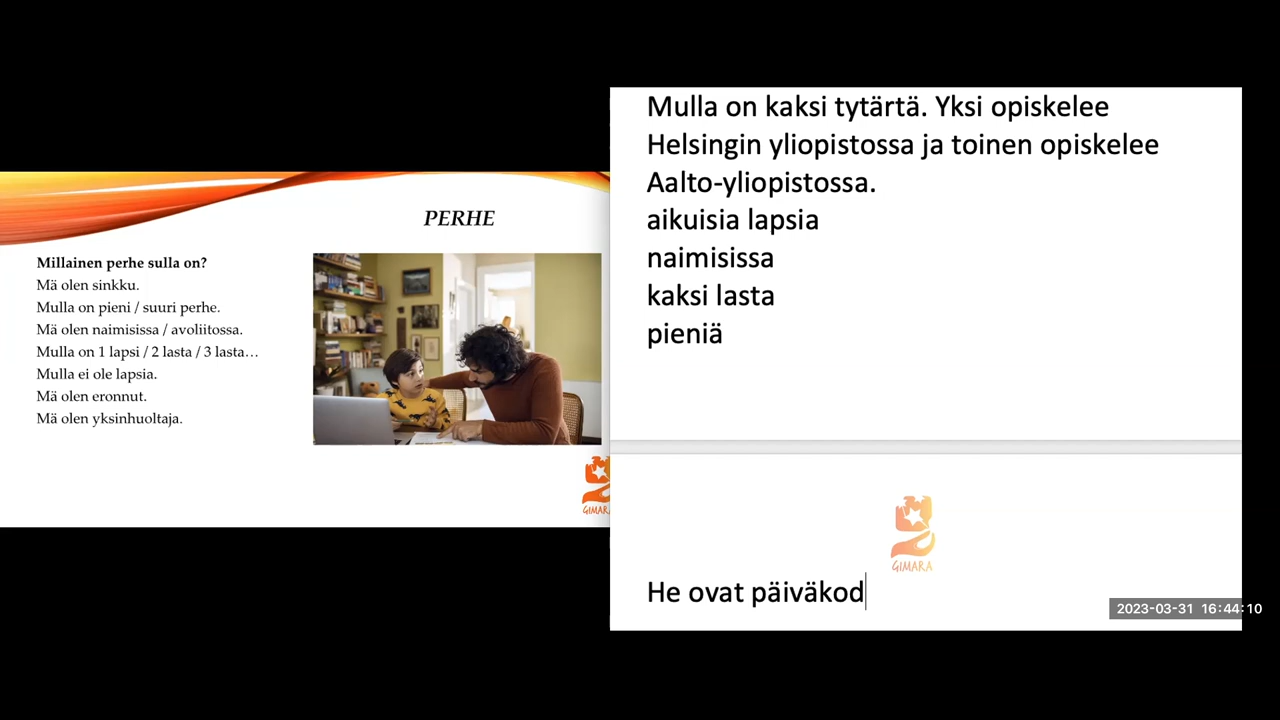 PERHE
Millainen perhe sulla on?
Mä olen sinkku.
Mulla on pieni / suuri perhe.
Mä olen naimisissa / avoliitossa.
Mulla on 1 lapsi / 2 lasta / 3 lasta…
Mulla ei ole lapsia.
Mä olen eronnut.
Mä olen yksinhuoltaja.
GIMARA
Mulla on kaksi tytärtä. Yksi opiskelee
Helsingin yliopistossa ja toinen opiskelee
Aalto-yliopistossa.
aikuisia lapsia
naimisissa
kaksi lasta
pieniä
GIMARA
He ovat päiväkod
2023-03-31 16:44:10